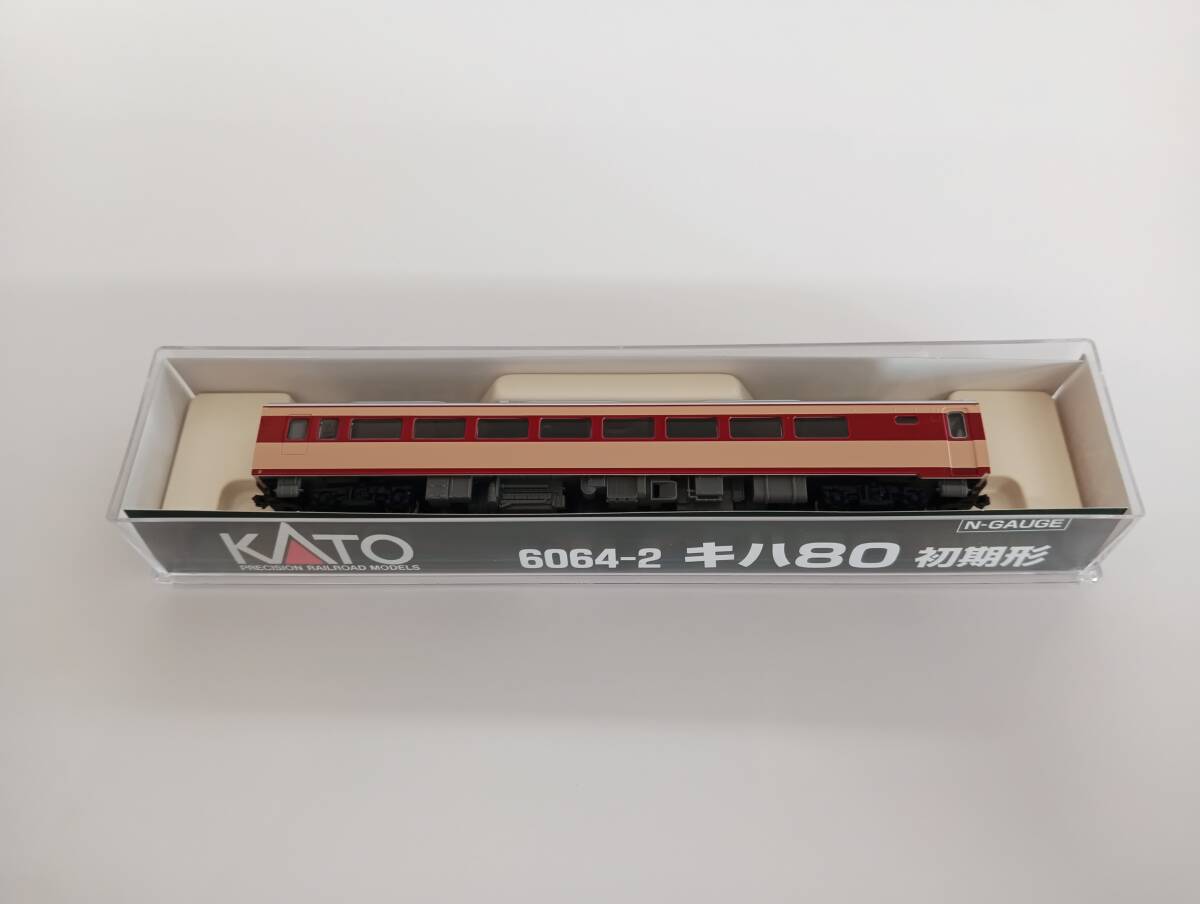 KATO
PRECISION RAILROAD MODELS
6064-2 キハ80 初期形
N-GAUGE